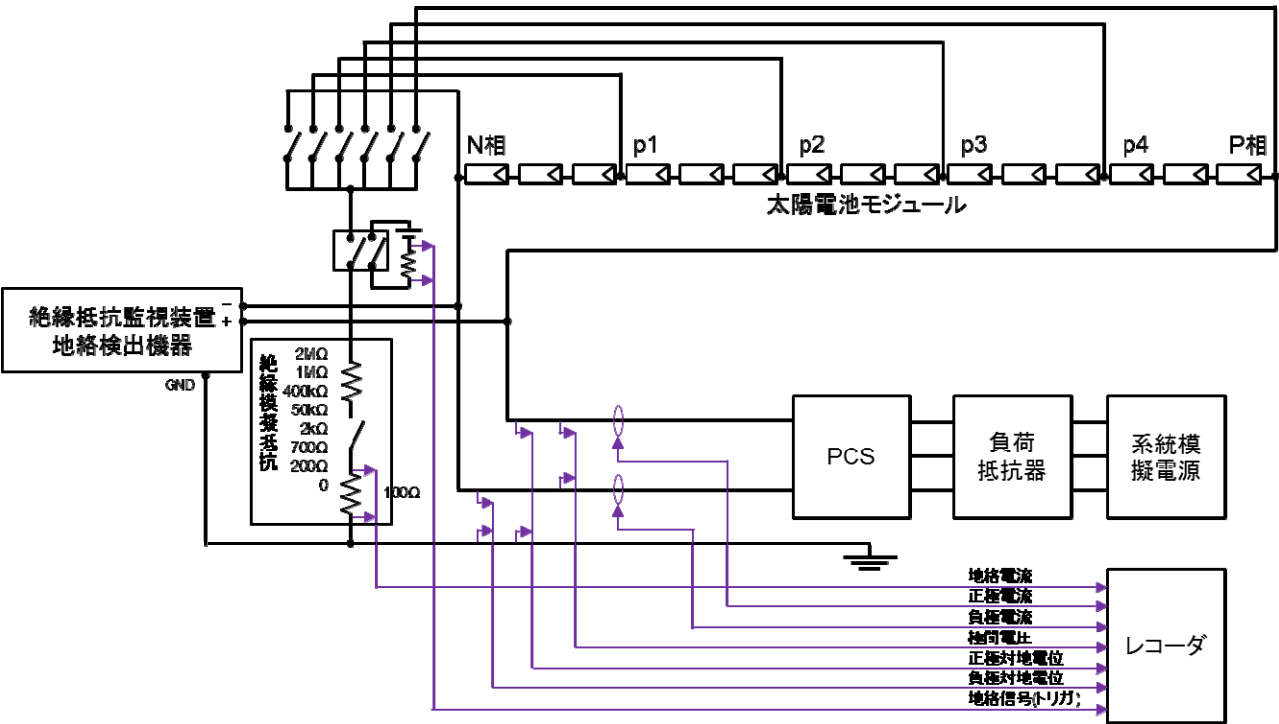 N相
p1
p2
p3
p4
P相
太陽電池モジュール
絶縁抵抗監視装置
地絡検出機器
−
+
GND
絶縁模擬抵抗
2MΩ
1MΩ
400kΩ
50kΩ
2kΩ
700Ω
200Ω
0
100Ω
PCS
負荷
抵抗器
系統模
擬電源
地絡電流
正極電流
負極電流
極間電圧
正極対地電位
負極対地電位
地絡信号(トリガ)
レコーダ